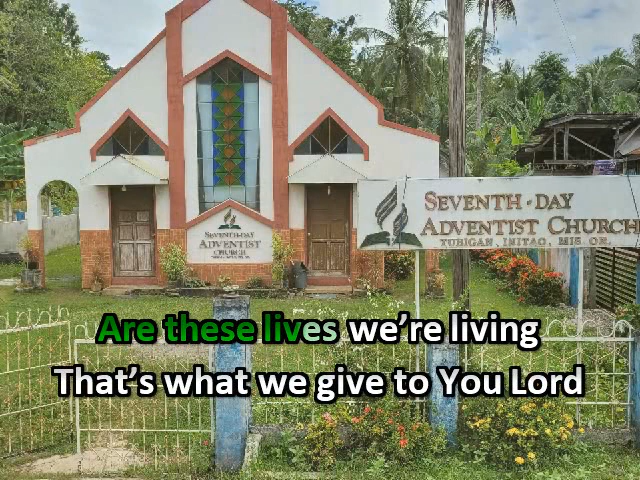 SEVENTH-DAY
ADVENTIST CHURCH
TUBIGAN, INITAO, MIS. OR.
SEVENTH-DAY
ADVENTIST
CHURCH
Are these lives we're living
That's what we give to You Lord